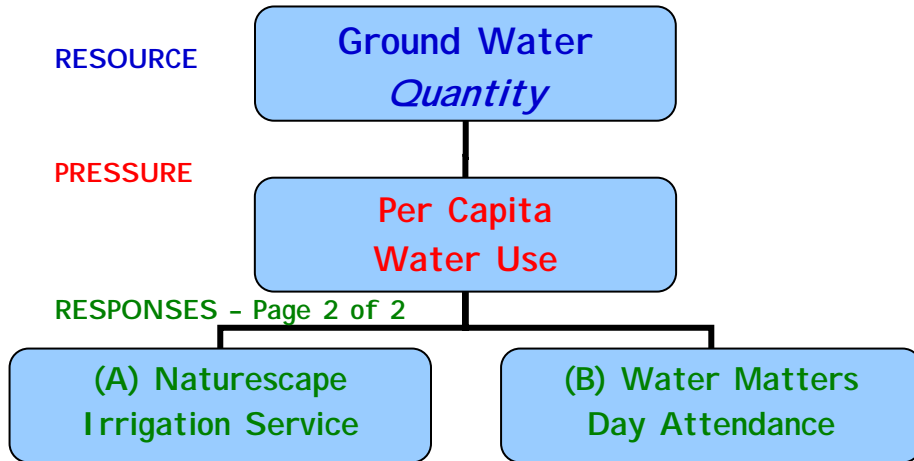 RESOURCE
Ground Water
Quantity
PRESSURE
Per Capita
Water Use
RESPONSES – Page 2 of 2
(A) Naturescape
Irrigation Service
(B) Water Matters
Day Attendance